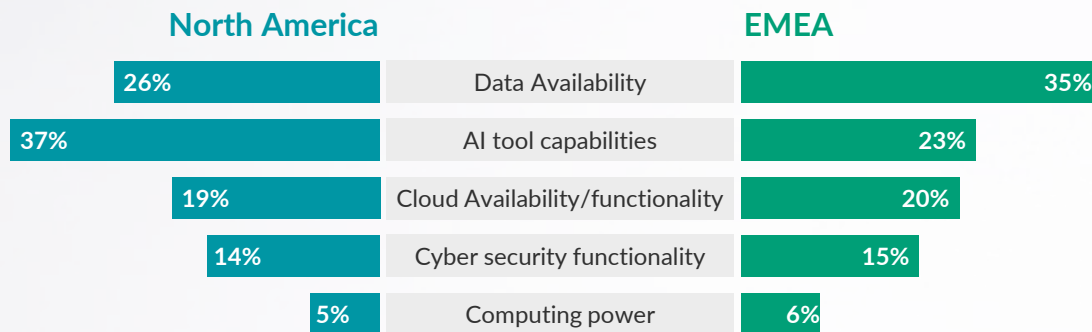 North America EMEA
26% Data Availability 35%
37% AI tool capabilities 23%
19% Cloud Availability/functionality 20%
14% Cyber security functionality 15%
5% Computing power 6%